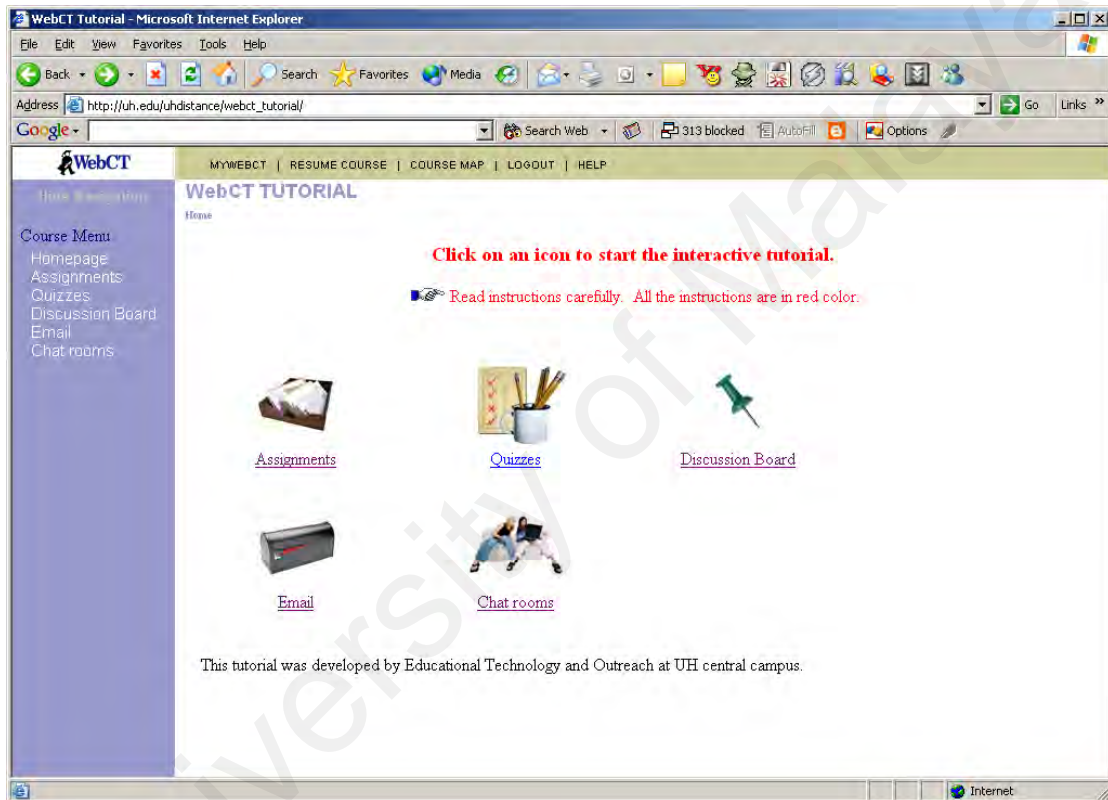 WebCT Tutorial - Microsoft Internet Explorer
File Edit View Favorites Tools Help
Back Search Favorites Media
Address http://uh.edu/uhdistance/webct_tutorial/ Go Links »
Google Search Web 313 blocked AutoFill Options
WebCT MYWEBCT | RESUME COURSE | COURSE MAP | LOGOUT | HELP
WebCT TUTORIAL
Home
Course Menu
Homepage
Assignments
Quizzes
Discussion Board
Email
Chat rooms
Click on an icon to start the interactive tutorial.
Read instructions carefully. All the instructions are in red color.
Assignments Quizzes Discussion Board
Email Chat rooms
This tutorial was developed by Educational Technology and Outreach at UH central campus.
Internet
University of Malaya